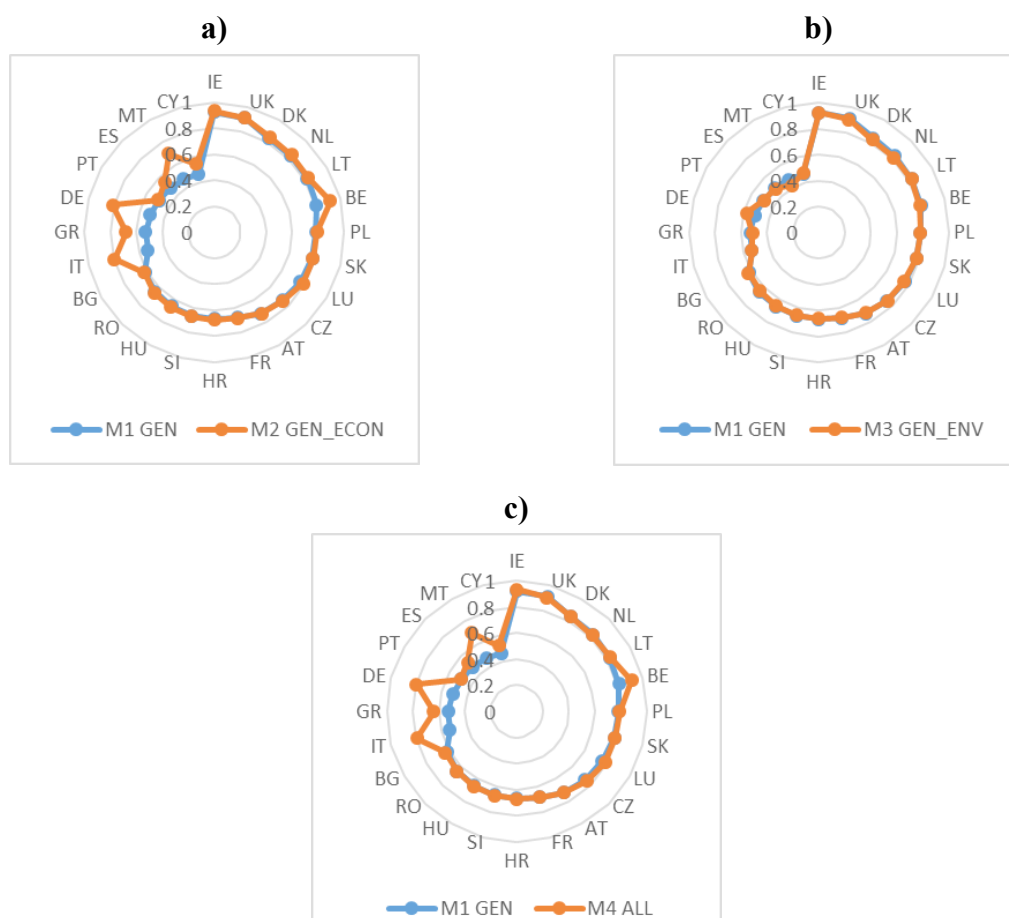 a)
IE
UK
DK
NL
LT
BE
PL
SK
LU
CZ
AT
FR
HR
SI
HU
RO
BG
IT
GR
DE
PT
ES
MT
CY
1
0.8
0.6
0.4
0.2
0
M1 GEN M2 GEN_ECON
b)
IE
UK
DK
NL
LT
BE
PL
SK
LU
CZ
AT
FR
HR
SI
HU
RO
BG
IT
GR
DE
PT
ES
MT
CY
1
0.8
0.6
0.4
0.2
0
M1 GEN M3 GEN_ENV
c)
IE
UK
DK
NL
LT
BE
PL
SK
LU
CZ
AT
FR
HR
SI
HU
RO
BG
IT
GR
DE
PT
ES
MT
CY
1
0.8
0.6
0.4
0.2
0
M1 GEN M4 ALL